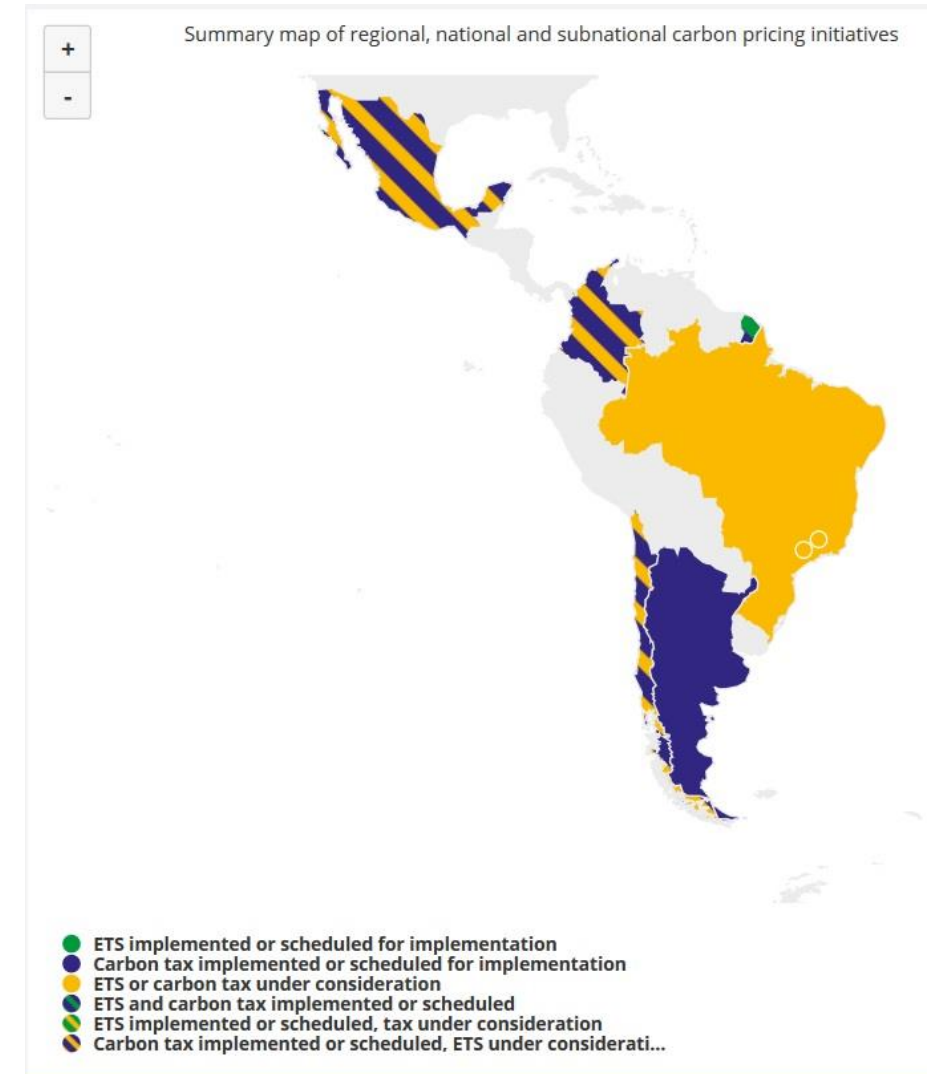 +
Summary map of regional, national and subnational carbon pricing initiatives
-
ETS implemented or scheduled for implementation
Carbon tax implemented or scheduled for implementation
ETS or carbon tax under consideration
ETS and carbon tax implemented or scheduled
ETS implemented or scheduled, tax under consideration
Carbon tax implemented or scheduled, ETS under considerati...